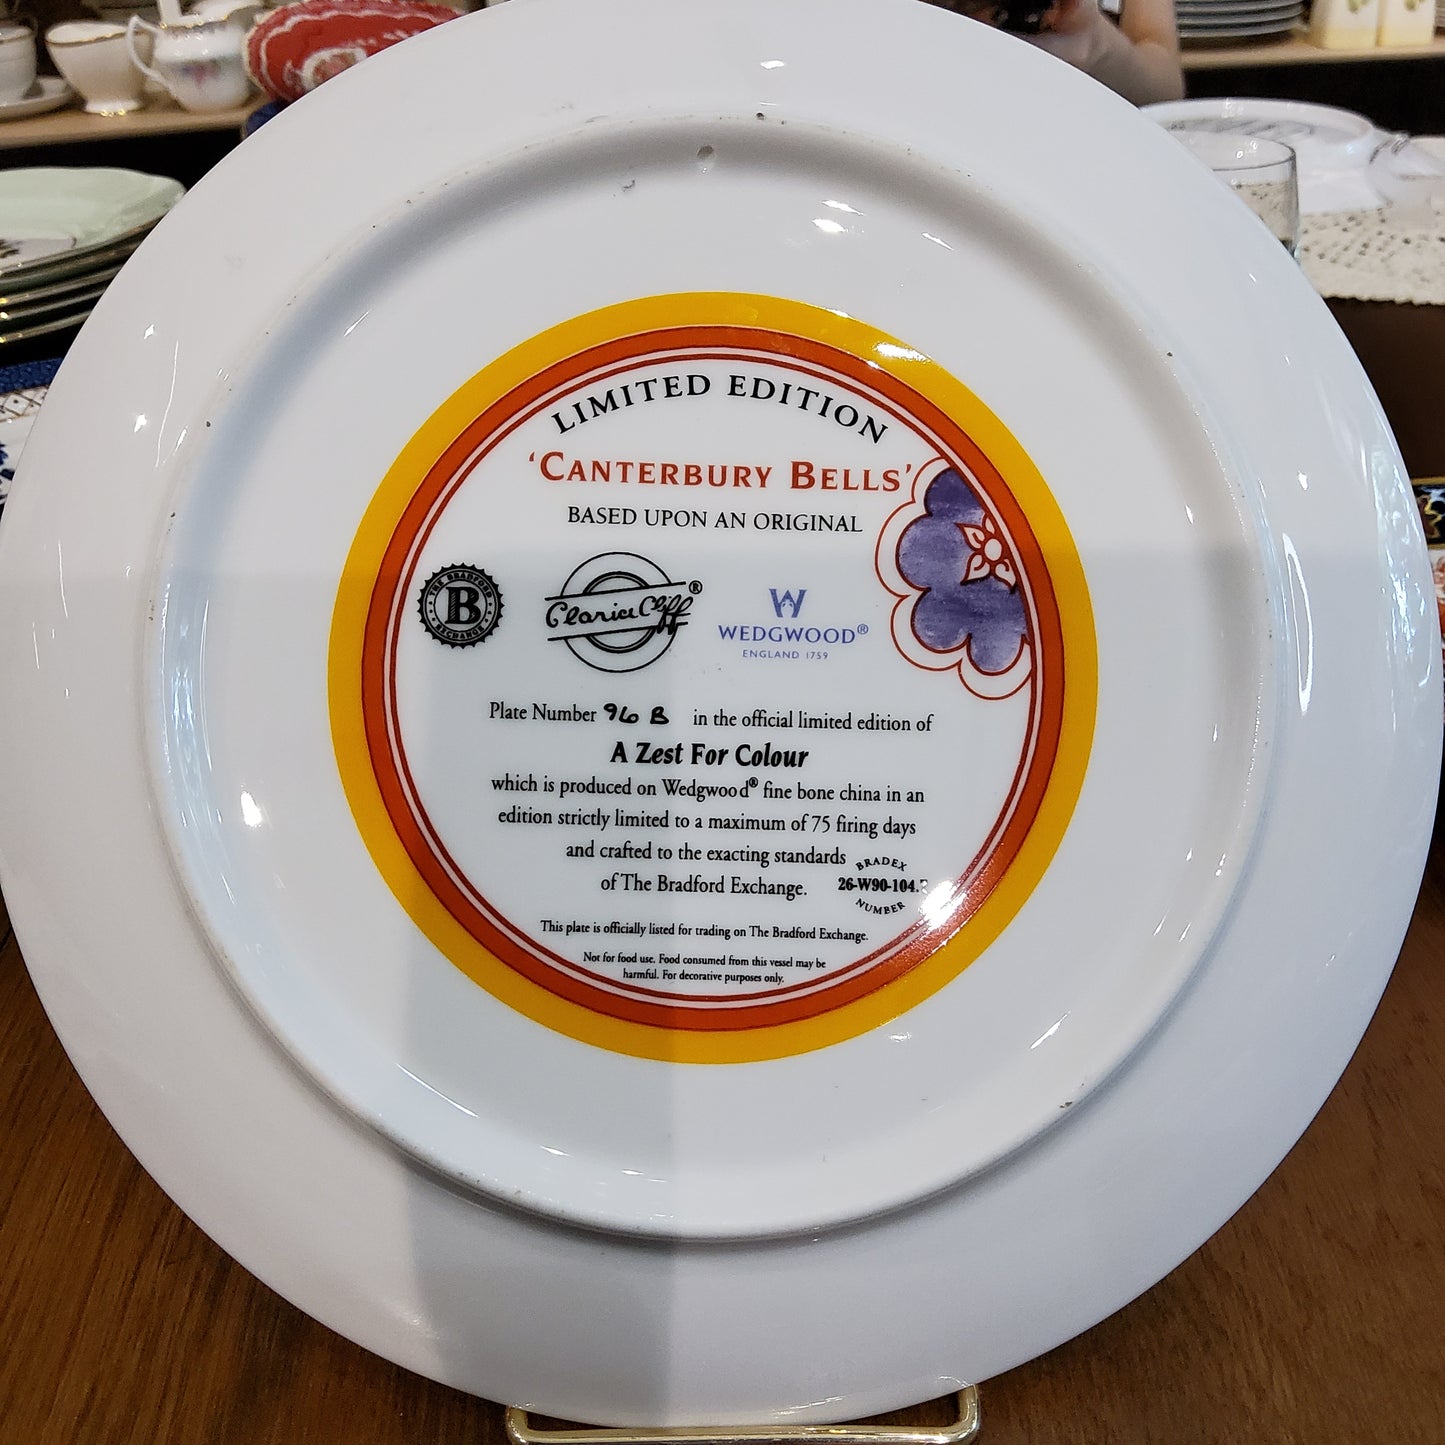 LIMITED EDITION
‘CANTERBURY BELLS’
BASED UPON AN ORIGINAL
THE BRADFORD
B
EXCHANGE
Clarice Cliff®
W
WEDGWOOD®
ENGLAND 1759
Plate Number 96 B in the official limited edition of
A Zest For Colour
which is produced on Wedgwood® fine bone china in an
edition strictly limited to a maximum of 75 firing days
and crafted to the exacting standards
of The Bradford Exchange.
BRADEX
26-W90-104.
NUMBER
This plate is officially listed for trading on The Bradford Exchange.
Not for food use. Food consumed from this vessel may be
harmful. For decorative purposes only.